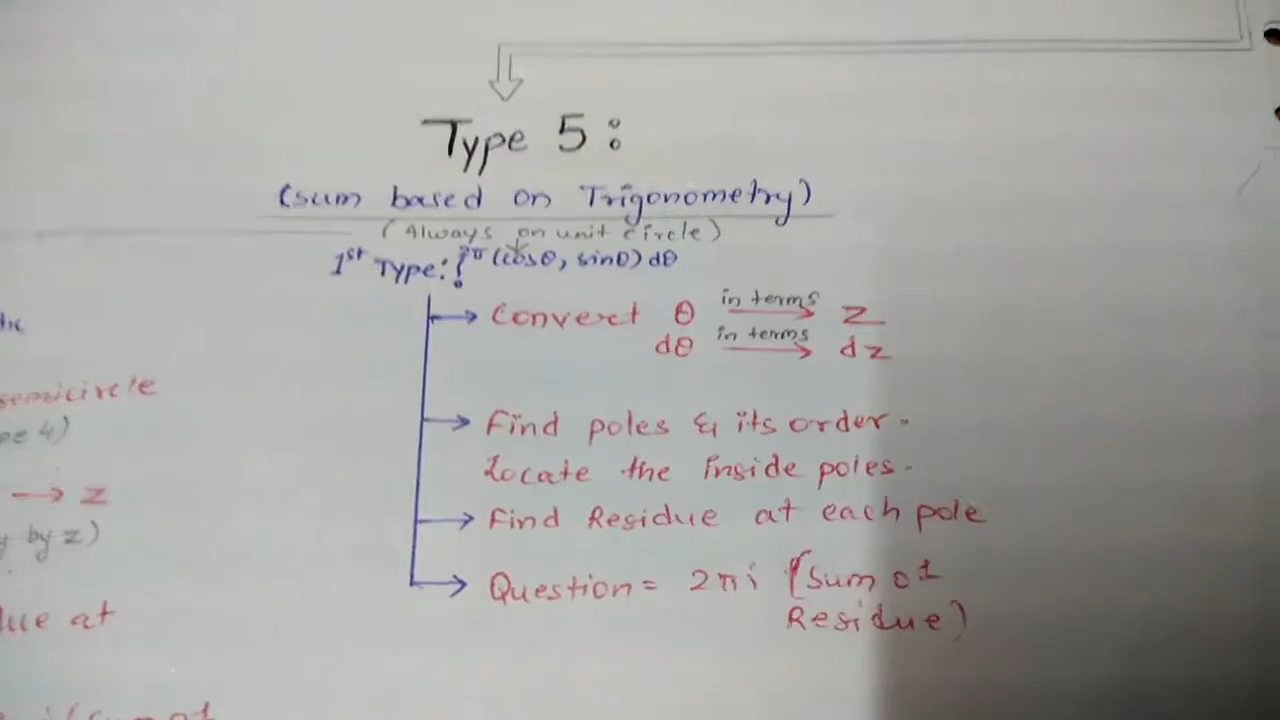 Type 5:
(sum based on Trigonometry)
(Always on unit circle)
1st Type: ∫₀^2π (cosθ, sinθ) dθ
Convert θ in terms → z
dθ in terms → dz
Find poles & its order.
Locate the inside poles.
Find Residue at each pole
Question = 2πi (Sum of
Residue)
semicircle
→ z
by z)
at